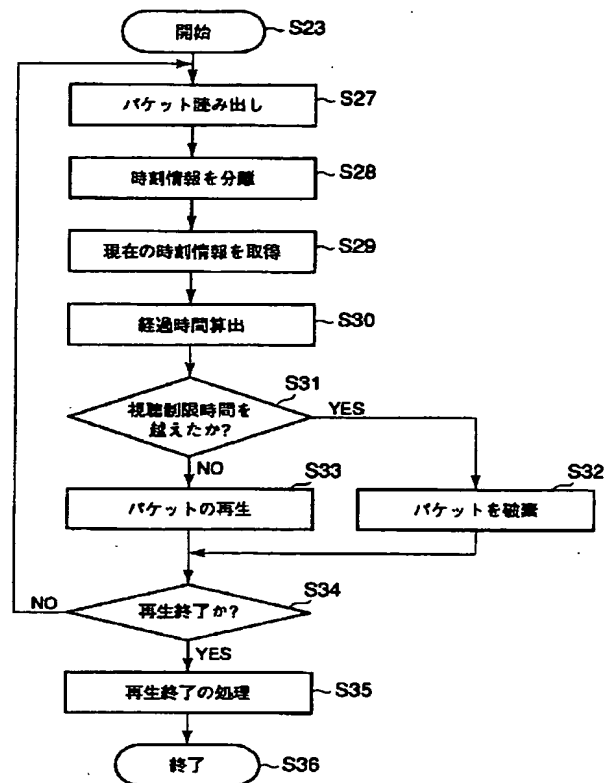 開始
S23
パケット読み出し
S27
時刻情報を分離
S28
現在の時刻情報を取得
S29
経過時間算出
S30
視聴制限時間を
越えたか?
S31
YES
NO
パケットの再生
S33
パケットを破棄
S32
再生終了か?
S34
NO
YES
再生終了の処理
S35
終了
S36